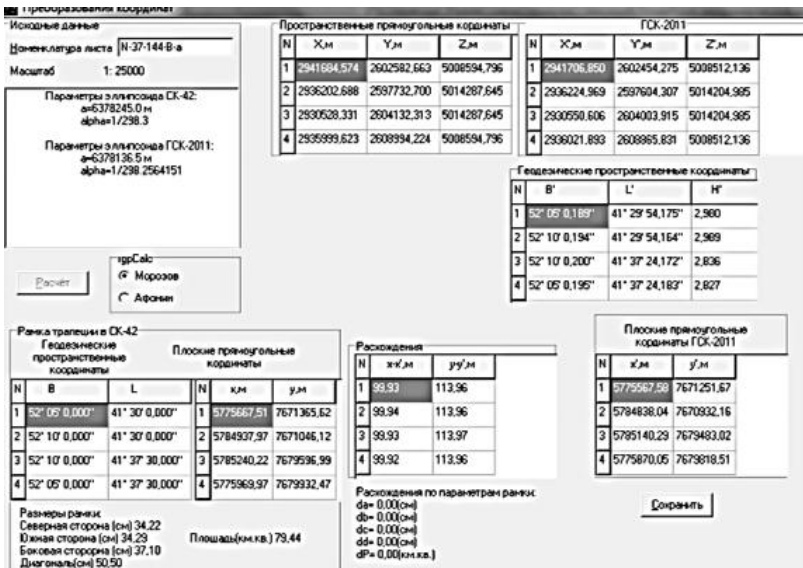 Преобразования координат
Исходные данные
Номенклатура листа N-37-144-В-а
Масштаб 1: 25000
Параметры эллипсоида СК-42:
a=6378245.0 м
alpha=1/298.3
Параметры эллипсоида ГСК-2011:
a=6378136.5 м
alpha=1/298.2564151
Расчёт
rgpCalc
Морозов
Афонин
Пространственные прямоугольные кординаты
N X,м Y,м Z,м
1 2941684,574 2602582,663 5008594,796
2 2936202,688 2597732,700 5014287,645
3 2930528,331 2604132,313 5014287,645
4 2935999,623 2608994,224 5008594,796
ГСК-2011
N X',м Y',м Z',м
1 2941706,850 2602454,275 5008512,136
2 2936224,969 2597604,307 5014204,985
3 2930550,606 2604003,915 5014204,985
4 2936021,893 2608865,831 5008512,136
Геодезические пространственные координаты
N B' L' H'
1 52° 05' 0,189'' 41° 29' 54,175'' 2,980
2 52° 10' 0,194'' 41° 29' 54,164'' 2,989
3 52° 10' 0,200'' 41° 37' 24,172'' 2,836
4 52° 05' 0,195'' 41° 37' 24,183'' 2,827
Рамка трапеции в СК-42
Геодезические
пространственные
координаты
N B L
1 52° 05' 0,000'' 41° 30' 0,000''
2 52° 10' 0,000'' 41° 30' 0,000''
3 52° 10' 0,000'' 41° 37' 30,000''
4 52° 05' 0,000'' 41° 37' 30,000''
Плоские прямоугольные
кординаты
N x,м y,м
1 5775667,51 7671365,62
2 5784937,97 7671046,12
3 5785240,22 7679596,99
4 5775969,97 7679932,47
Размеры рамки:
Северная сторона (см) 34,22
Южная сторона (см) 34,29
Боковая сторорна (см) 37,10
Диагональ(см) 50,50
Площадь(км.кв.) 79,44
Расхождения
N x-x',м y-y',м
1 99,93 113,96
2 99,94 113,96
3 99,93 113,97
4 99,92 113,96
Расхождения по параметрам рамки:
da= 0,00(см)
db= 0,00(см)
dc= 0,00(см)
dd= 0,00(см)
dP= 0,00(км.кв.)
Плоские прямоугольные
кординаты ГСК-2011
N x',м y',м
1 5775567,58 7671251,67
2 5784838,04 7670932,16
3 5785140,29 7679483,02
4 5775870,05 7679818,51
Сохранить